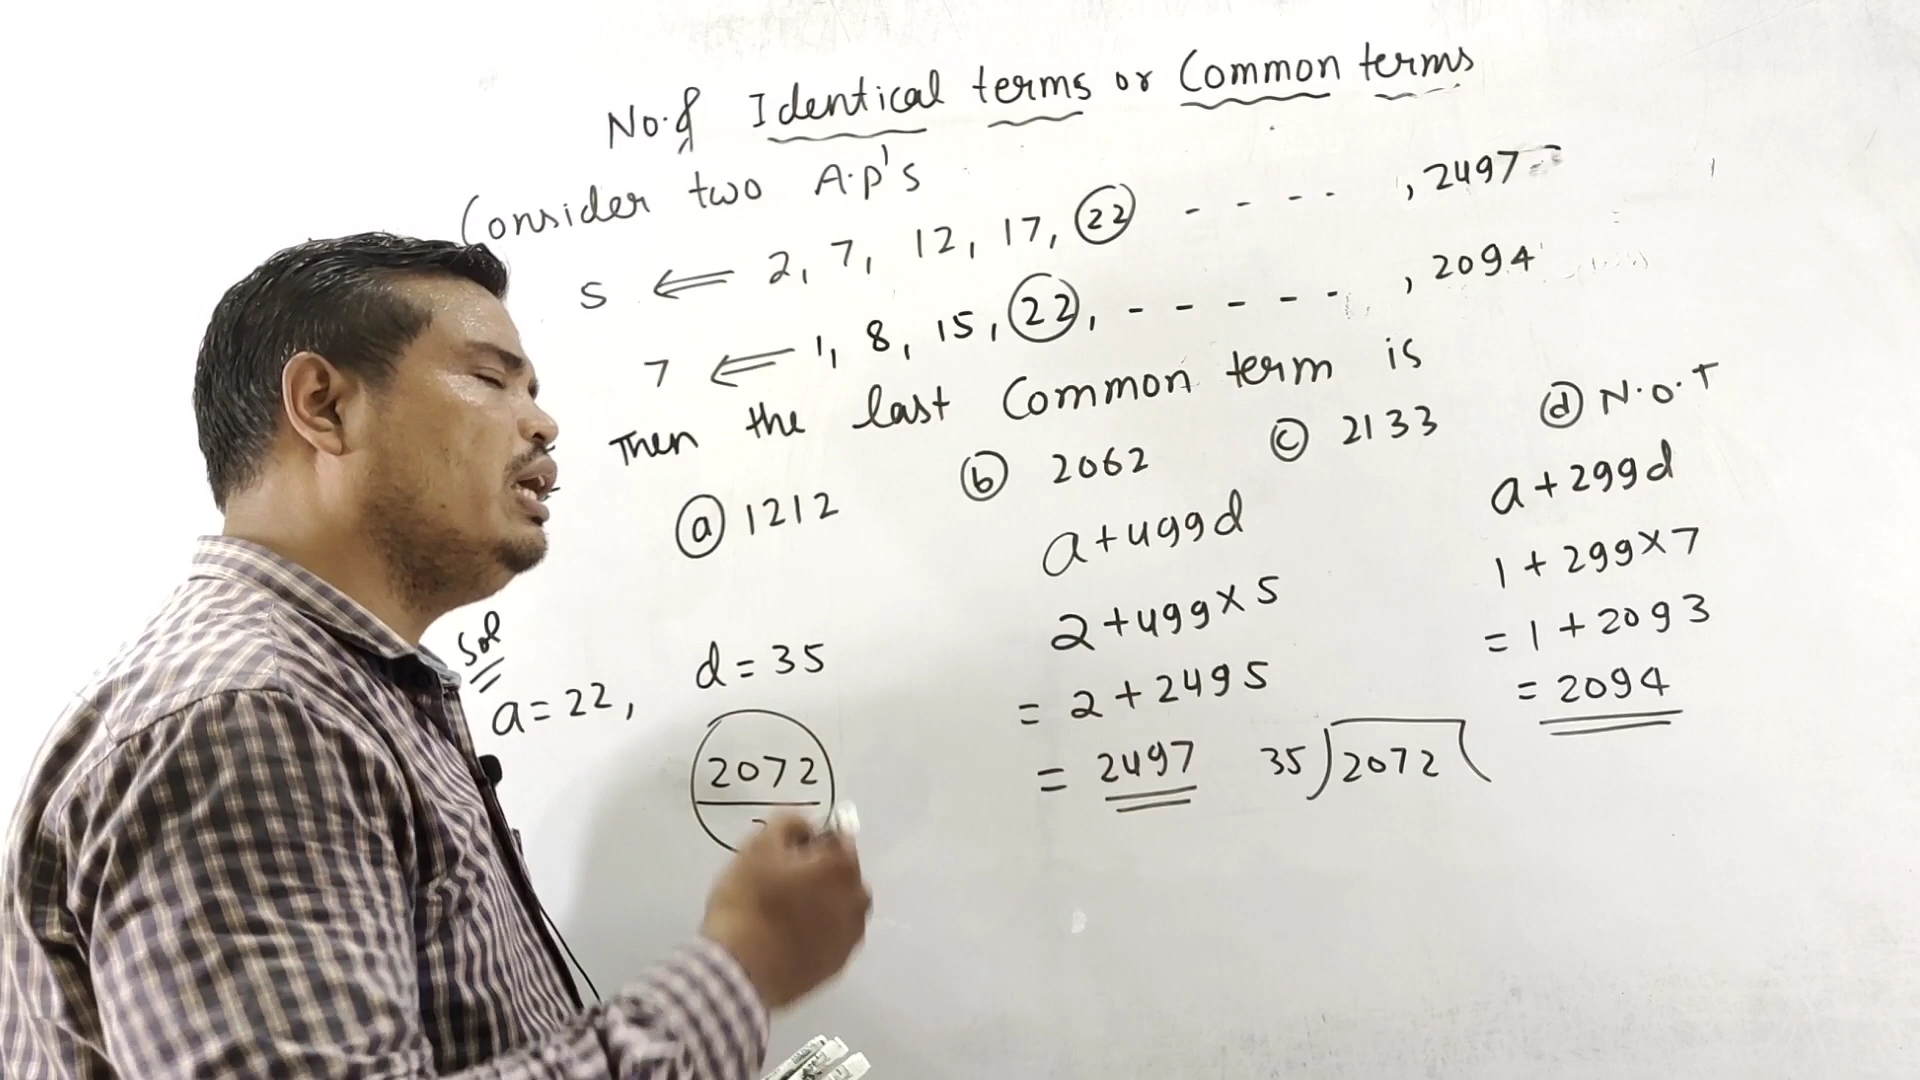 No. of Identical terms or Common terms
Consider two A.P's
5 ⇐ 2, 7, 12, 17, 22 - - - - , 2497
7 ⇐ 1, 8, 15, 22, - - - - - , 2094
Then the last Common term is
(a) 1212 (b) 2062 (c) 2133 (d) N.O.T
Sol
a = 22, d = 35
2072
a + 499d
2 + 499 × 5
= 2 + 2495
= 2497
35)2072(
a + 299d
1 + 299 × 7
= 1 + 2093
= 2094